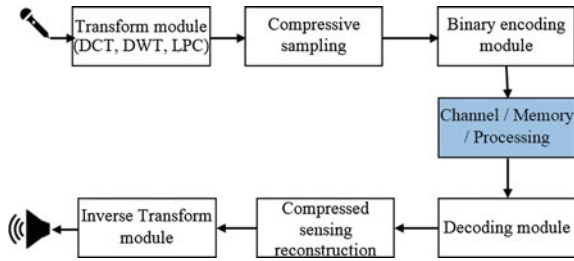 Transform module
(DCT, DWT, LPC)
Compressive
sampling
Binary encoding
module
Channel / Memory
/ Processing
Inverse Transform
module
Compressed
sensing
reconstruction
Decoding module